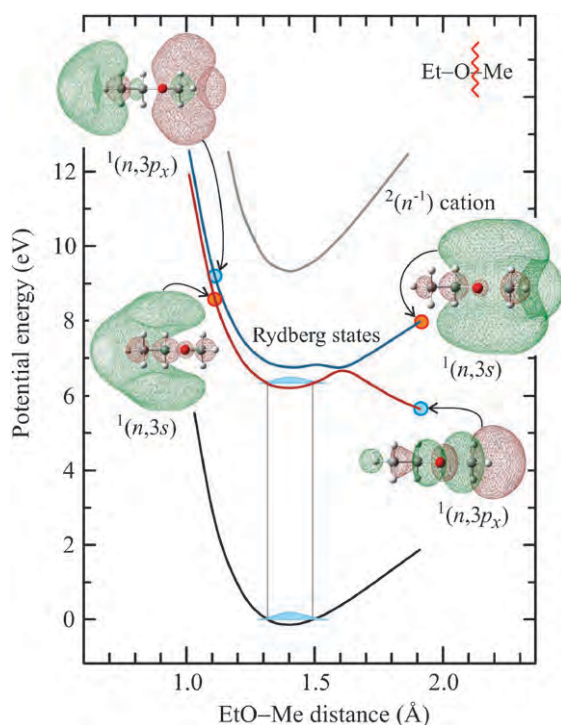 Et–O–Me
¹(n,3pₓ)
²(n⁻¹) cation
Rydberg states
¹(n,3s)
¹(n,3s)
¹(n,3pₓ)
Potential energy (eV)
12
10
8
6
4
2
0
1.0
1.5
2.0
EtO–Me distance (Å)